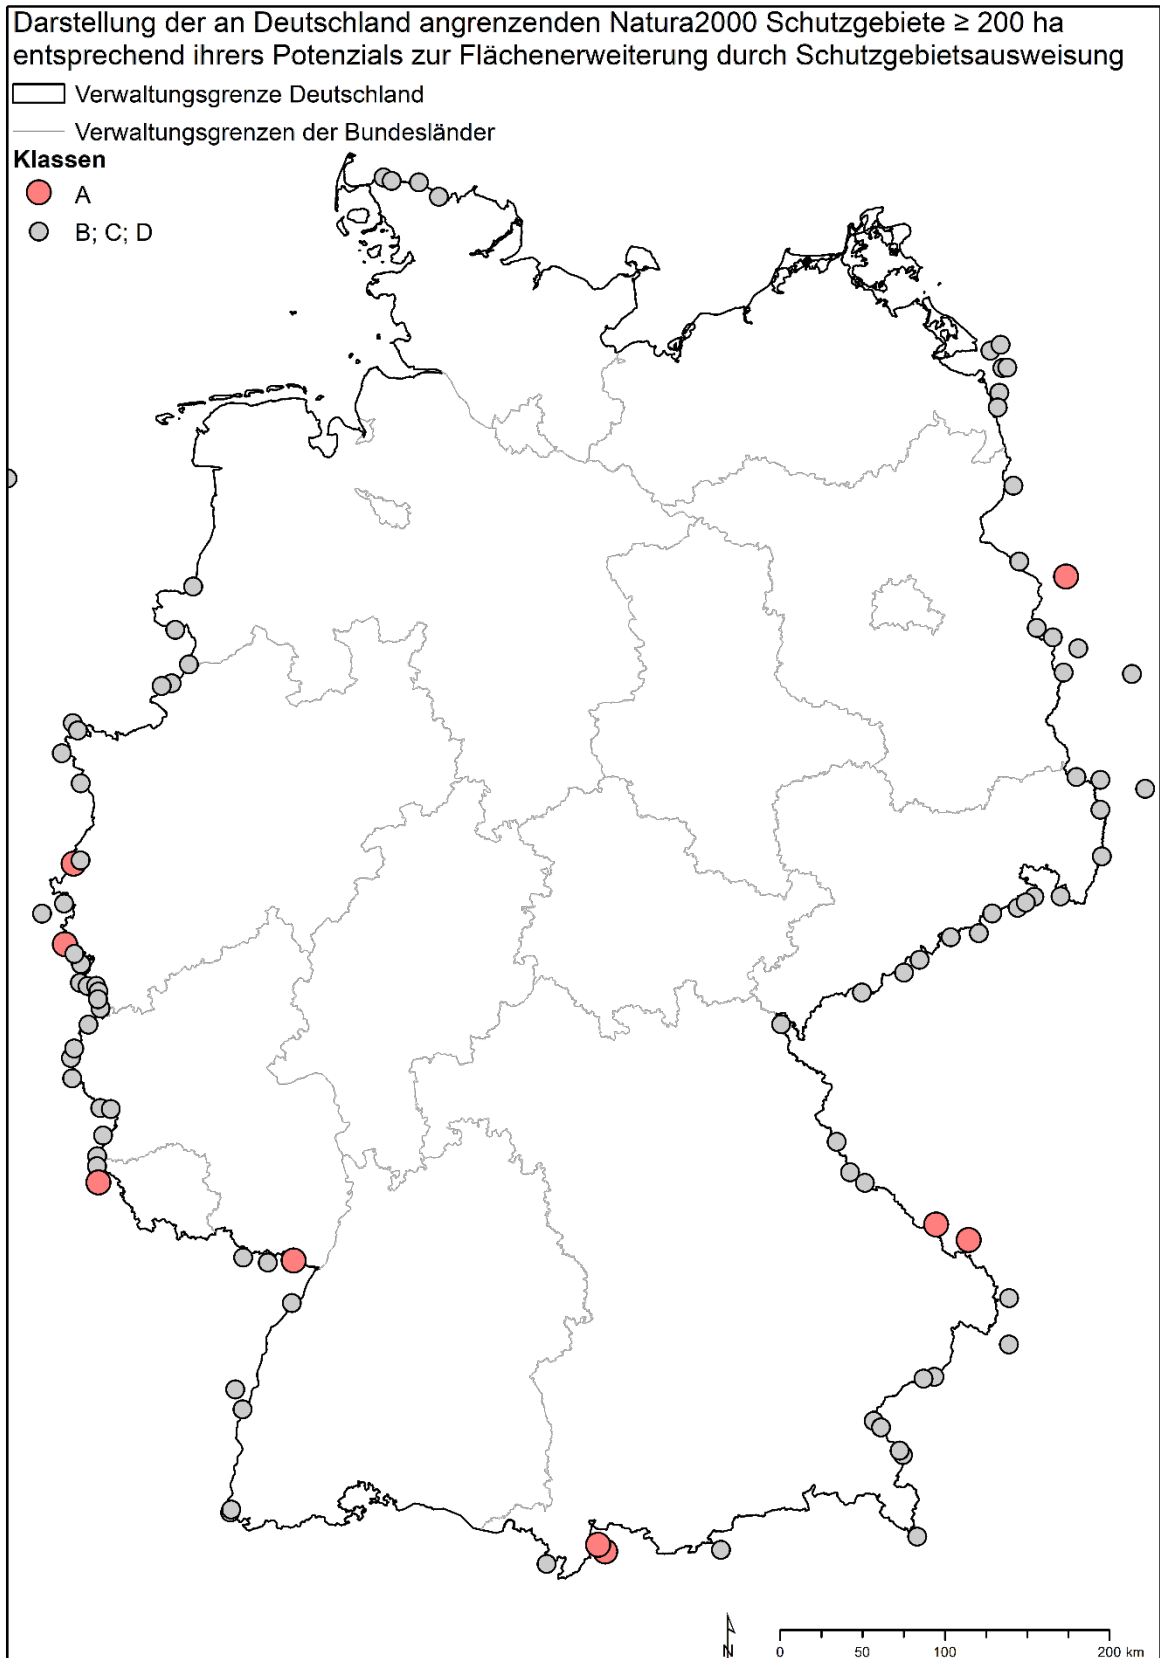 Darstellung der an Deutschland angrenzenden Natura2000 Schutzgebiete ≥ 200 ha
entsprechend ihrers Potenzials zur Flächenerweiterung durch Schutzgebietsausweisung
Verwaltungsgrenze Deutschland
Verwaltungsgrenzen der Bundesländer
Klassen
A
B; C; D
N
0 50 100 200 km